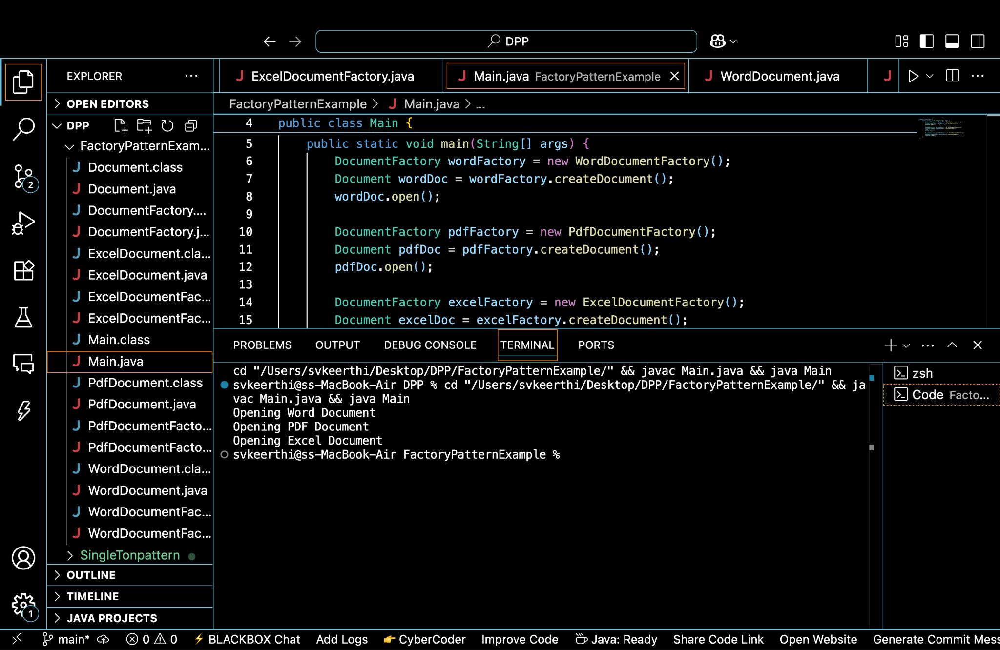 DPP
EXPLORER
OPEN EDITORS
DPP
FactoryPatternExam...
Document.class
Document.java
DocumentFactory....
DocumentFactory.j...
ExcelDocument.cla...
ExcelDocument.java
ExcelDocumentFac...
ExcelDocumentFac...
Main.class
Main.java
PdfDocument.class
PdfDocument.java
PdfDocumentFacto...
PdfDocumentFacto...
WordDocument.cla...
WordDocument.java
WordDocumentFac...
WordDocumentFac...
SingleTonpattern
OUTLINE
TIMELINE
JAVA PROJECTS
2
1
ExcelDocumentFactory.java
Main.java FactoryPatternExample
WordDocument.java
FactoryPatternExample > Main.java > ...
4 public class Main {
5 public static void main(String[] args) {
6 DocumentFactory wordFactory = new WordDocumentFactory();
7 Document wordDoc = wordFactory.createDocument();
8 wordDoc.open();
9
10 DocumentFactory pdfFactory = new PdfDocumentFactory();
11 Document pdfDoc = pdfFactory.createDocument();
12 pdfDoc.open();
13
14 DocumentFactory excelFactory = new ExcelDocumentFactory();
15 Document excelDoc = excelFactory.createDocument();
PROBLEMS OUTPUT DEBUG CONSOLE TERMINAL PORTS
cd "/Users/svkeerthi/Desktop/DPP/FactoryPatternExample/" && javac Main.java && java Main
svkeerthi@ss-MacBook-Air DPP % cd "/Users/svkeerthi/Desktop/DPP/FactoryPatternExample/" && ja
vac Main.java && java Main
Opening Word Document
Opening PDF Document
Opening Excel Document
svkeerthi@ss-MacBook-Air FactoryPatternExample %
zsh
Code Facto...
main* 0 0 BLACKBOX Chat Add Logs CyberCoder Improve Code Java: Ready Share Code Link Open Website Generate Commit Mess